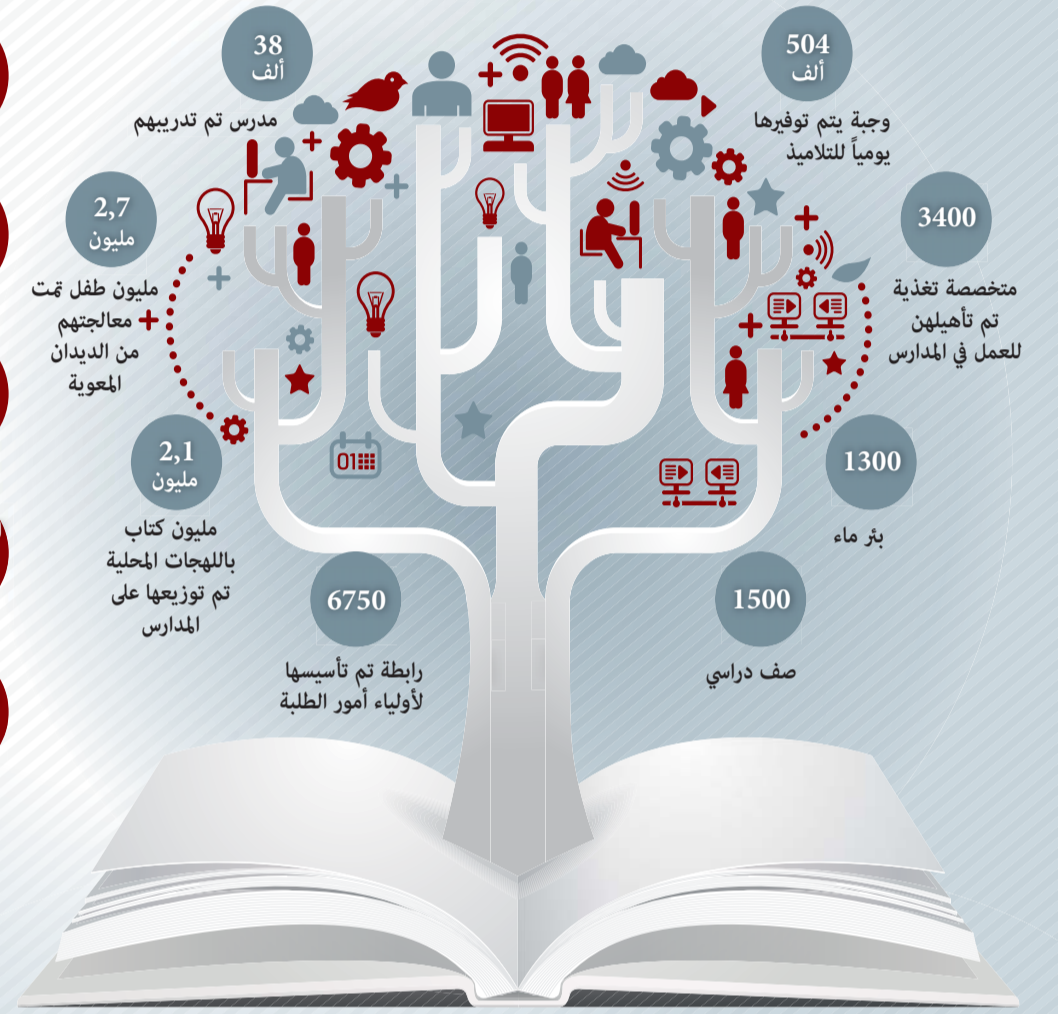 504
ألف
وجبة يتم توفيرها
يومياً للتلاميذ
3400
متخصصة تغذية
تم تأهيلهن
للعمل في المدارس
1300
بئر ماء
1500
صف دراسي
38
ألف
مدرس تم تدريبهم
2,7
مليون
مليون طفل تمت
معالجتهم
من الديدان
المعوية
2,1
مليون
مليون كتاب
باللهجات المحلية
تم توزيعها على
المدارس
6750
رابطة تم تأسيسها
لأولياء أمور الطلبة
01